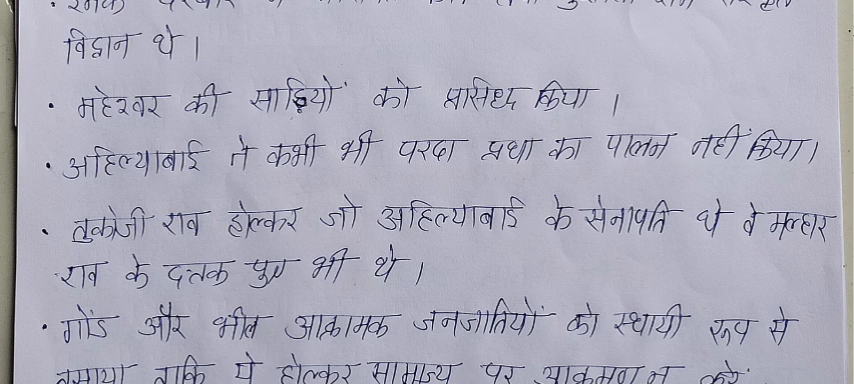 विद्वान थे।
• महेश्वर की साड़ियों को प्रसिध्द किया।
• अहिल्याबाई ने कभी भी परदा प्रथा का पालन नहीं किया।
• तुकोजी राव होल्कर जो अहिल्याबाई के सेनापति थे वे मल्हार
राव के दत्तक पुत्र भी थे।
• गोंड और भील आक्रामक जनजातियों को स्थायी रूप से
बसाया ताकि ये होल्कर साम्राज्य पर आक्रमण न करें